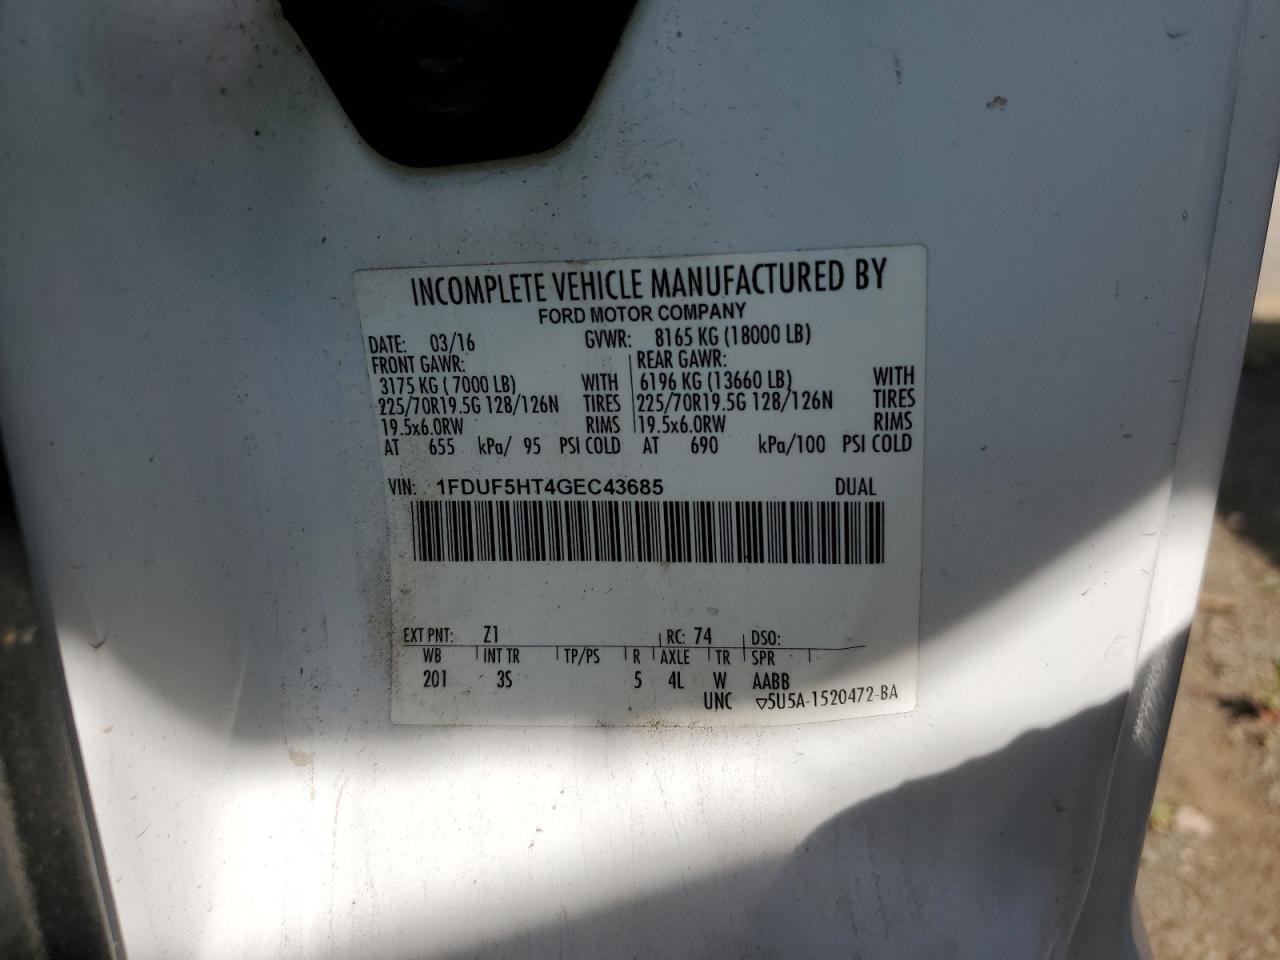 INCOMPLETE VEHICLE MANUFACTURED BY
FORD MOTOR COMPANY
DATE: 03/16 GVWR: 8165 KG (18000 LB)
FRONT GAWR: REAR GAWR:
3175 KG ( 7000 LB) WITH 6196 KG (13660 LB) WITH
225/70R19.5G 128/126N TIRES 225/70R19.5G 128/126N TIRES
19.5x6.0RW RIMS 19.5x6.0RW RIMS
AT 655 kPa/ 95 PSI COLD AT 690 kPa/100 PSI COLD
VIN: 1FDUF5HT4GEC43685 DUAL
EXT PNT: Z1 RC: 74 DSO:
WB INT TR TP/PS R AXLE TR SPR
201 3S 5 4L W AABB
UNC ▽5U5A-1520472-BA